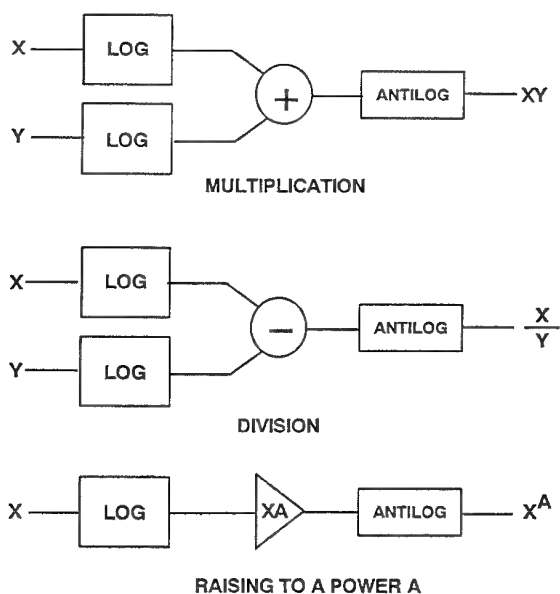 X LOG
+ ANTILOG XY
Y LOG
MULTIPLICATION
X LOG
− ANTILOG X
Y
Y LOG
DIVISION
X LOG XA ANTILOG X^A
RAISING TO A POWER A